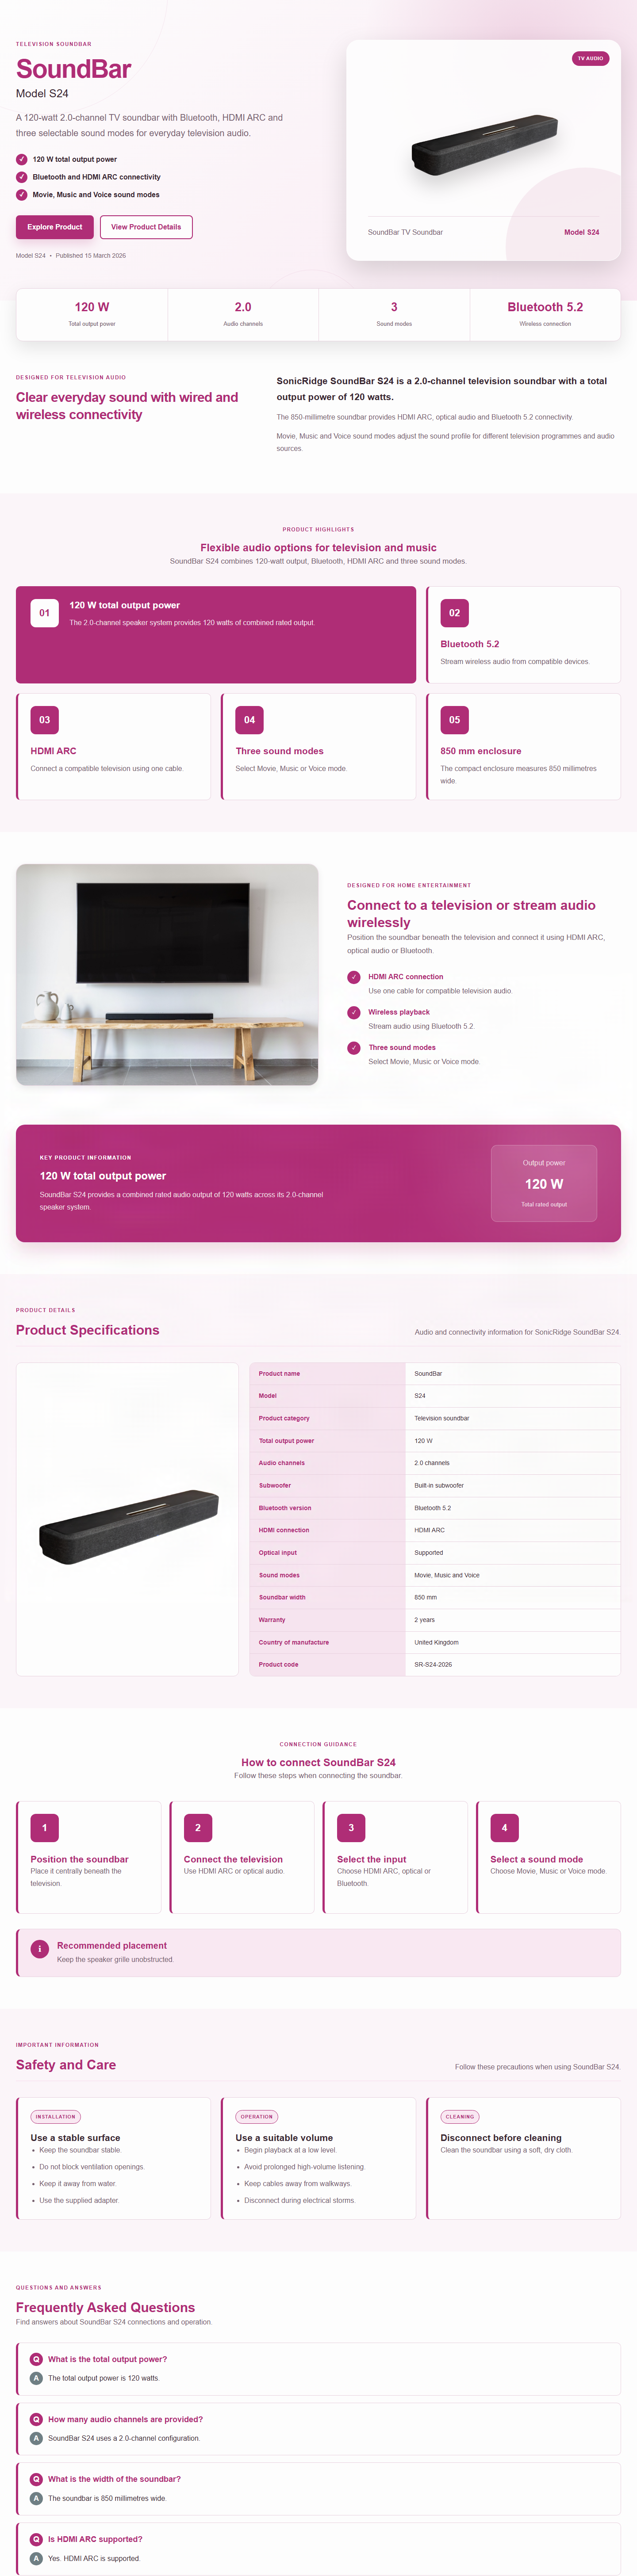 TELEVISION SOUNDBAR
SoundBar
Model S24
A 120-watt 2.0-channel TV soundbar with Bluetooth, HDMI ARC and
three selectable sound modes for everyday television audio.
✓ 120 W total output power
✓ Bluetooth and HDMI ARC connectivity
✓ Movie, Music and Voice sound modes
Explore Product
View Product Details
Model S24 • Published 15 March 2026
TV AUDIO
SoundBar TV Soundbar
Model S24
120 W
Total output power
2.0
Audio channels
3
Sound modes
Bluetooth 5.2
Wireless connection
DESIGNED FOR TELEVISION AUDIO
Clear everyday sound with wired and
wireless connectivity
SonicRidge SoundBar S24 is a 2.0-channel television soundbar with a total
output power of 120 watts.
The 850-millimetre soundbar provides HDMI ARC, optical audio and Bluetooth 5.2 connectivity.
Movie, Music and Voice sound modes adjust the sound profile for different television programmes and audio
sources.
PRODUCT HIGHLIGHTS
Flexible audio options for television and music
SoundBar S24 combines 120-watt output, Bluetooth, HDMI ARC and three sound modes.
01
120 W total output power
The 2.0-channel speaker system provides 120 watts of combined rated output.
02
Bluetooth 5.2
Stream wireless audio from compatible devices.
03
HDMI ARC
Connect a compatible television using one cable.
04
Three sound modes
Select Movie, Music or Voice mode.
05
850 mm enclosure
The compact enclosure measures 850 millimetres
wide.
DESIGNED FOR HOME ENTERTAINMENT
Connect to a television or stream audio
wirelessly
Position the soundbar beneath the television and connect it using HDMI ARC,
optical audio or Bluetooth.
✓ HDMI ARC connection
Use one cable for compatible television audio.
✓ Wireless playback
Stream audio using Bluetooth 5.2.
✓ Three sound modes
Select Movie, Music or Voice mode.
KEY PRODUCT INFORMATION
120 W total output power
SoundBar S24 provides a combined rated audio output of 120 watts across its 2.0-channel
speaker system.
Output power
120 W
Total rated output
PRODUCT DETAILS
Product Specifications
Audio and connectivity information for SonicRidge SoundBar S24.
Product name SoundBar
Model S24
Product category Television soundbar
Total output power 120 W
Audio channels 2.0 channels
Subwoofer Built-in subwoofer
Bluetooth version Bluetooth 5.2
HDMI connection HDMI ARC
Optical input Supported
Sound modes Movie, Music and Voice
Soundbar width 850 mm
Warranty 2 years
Country of manufacture United Kingdom
Product code SR-S24-2026
CONNECTION GUIDANCE
How to connect SoundBar S24
Follow these steps when connecting the soundbar.
1
Position the soundbar
Place it centrally beneath the
television.
2
Connect the television
Use HDMI ARC or optical audio.
3
Select the input
Choose HDMI ARC, optical or
Bluetooth.
4
Select a sound mode
Choose Movie, Music or Voice mode.
i
Recommended placement
Keep the speaker grille unobstructed.
IMPORTANT INFORMATION
Safety and Care
Follow these precautions when using SoundBar S24.
INSTALLATION
Use a stable surface
• Keep the soundbar stable.
• Do not block ventilation openings.
• Keep it away from water.
• Use the supplied adapter.
OPERATION
Use a suitable volume
• Begin playback at a low level.
• Avoid prolonged high-volume listening.
• Keep cables away from walkways.
• Disconnect during electrical storms.
CLEANING
Disconnect before cleaning
Clean the soundbar using a soft, dry cloth.
QUESTIONS AND ANSWERS
Frequently Asked Questions
Find answers about SoundBar S24 connections and operation.
Q What is the total output power?
A The total output power is 120 watts.
Q How many audio channels are provided?
A SoundBar S24 uses a 2.0-channel configuration.
Q What is the width of the soundbar?
A The soundbar is 850 millimetres wide.
Q Is HDMI ARC supported?
A Yes. HDMI ARC is supported.